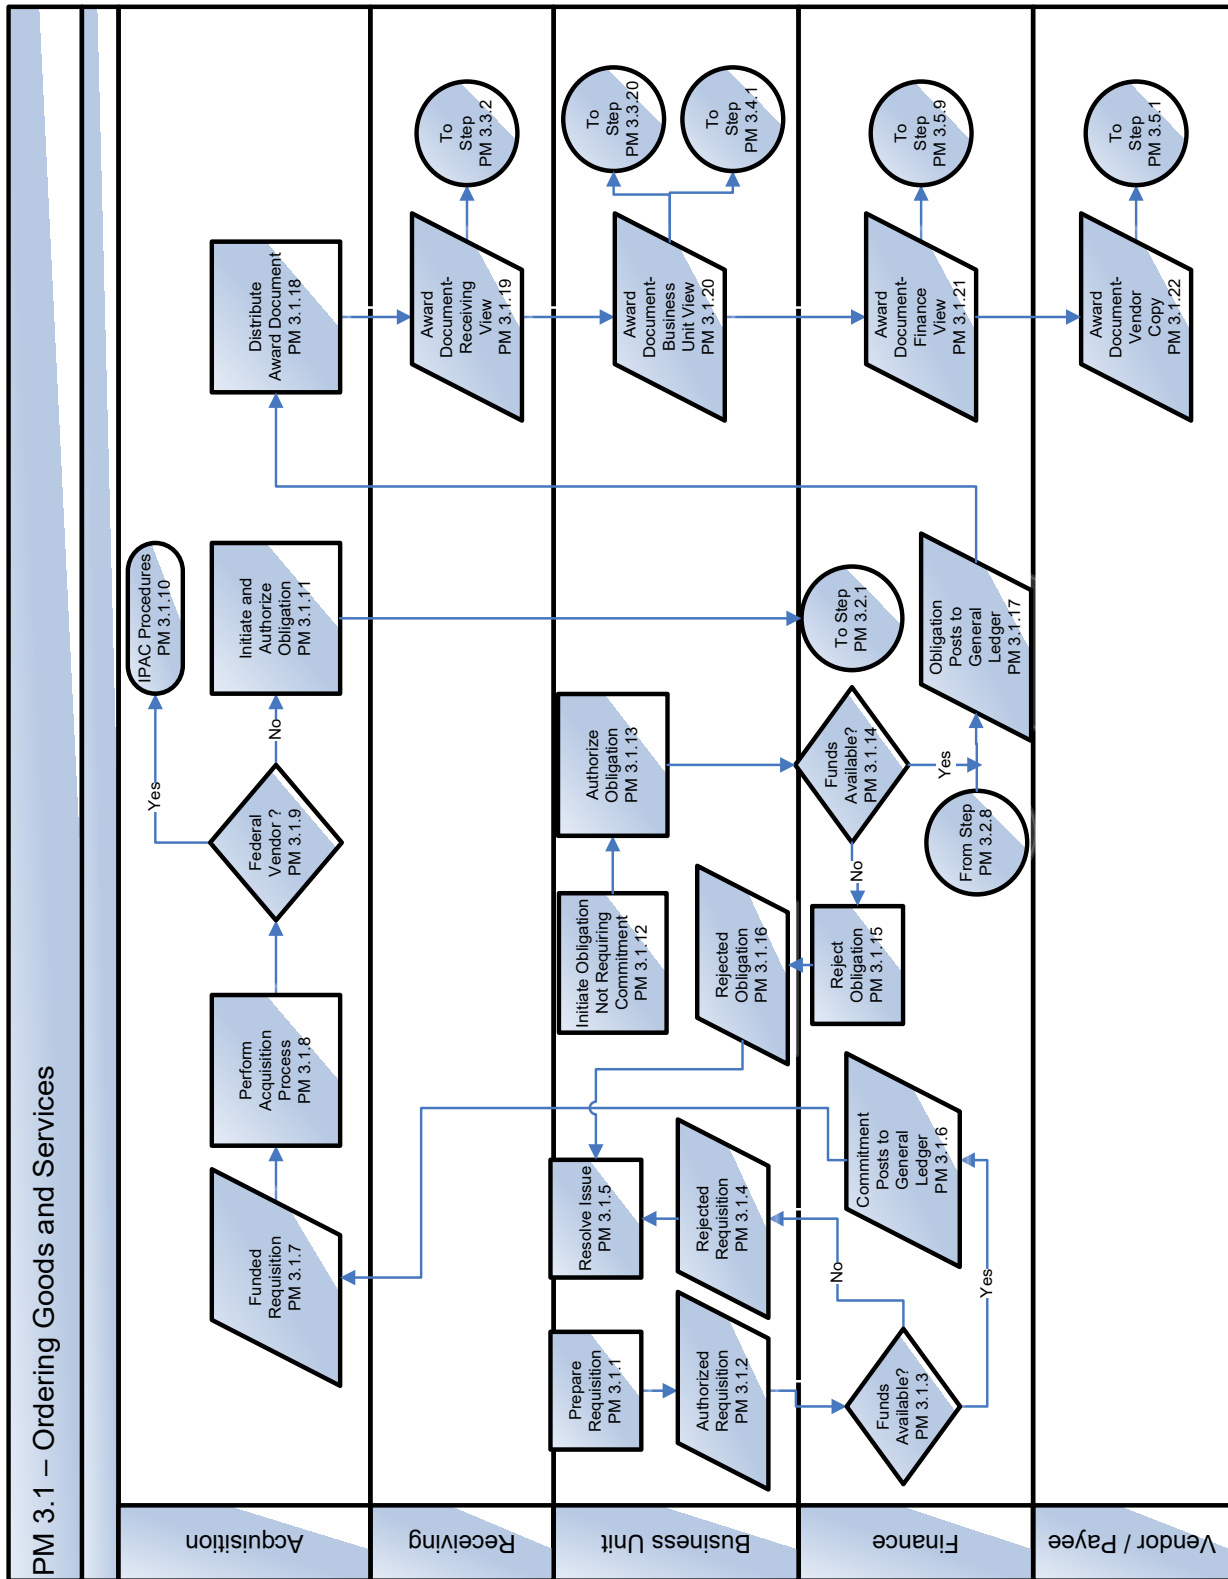 PM 3.1 – Ordering Goods and Services
Acquisition
Funded
Requisition
PM 3.1.7
Perform
Acquisition
Process
PM 3.1.8
Federal
Vendor ?
PM 3.1.9
Yes
No
IPAC Procedures
PM 3.1.10
Initiate and
Authorize
Obligation
PM 3.1.11
Distribute
Award Document
PM 3.1.18
Receiving
Award
Document-
Receiving
View
PM 3.1.19
To
Step
PM 3.3.2
Business Unit
Prepare
Requisition
PM 3.1.1
Authorized
Requisition
PM 3.1.2
Resolve Issue
PM 3.1.5
Rejected
Requisition
PM 3.1.4
Initiate Obligation
Not Requiring
Commitment
PM 3.1.12
Rejected
Obligation
PM 3.1.16
Authorize
Obligation
PM 3.1.13
Award
Document-
Business
Unit View
PM 3.1.20
To
Step
PM 3.3.20
To
Step
PM 3.4.1
Finance
Funds
Available?
PM 3.1.3
No
Yes
Commitment
Posts to
General
Ledger
PM 3.1.6
Reject
Obligation
PM 3.1.15
No
Funds
Available?
PM 3.1.14
Yes
From Step
PM 3.2.8
To Step
PM 3.2.1
Obligation
Posts to
General
Ledger
PM 3.1.17
Award
Document-
Finance
View
PM 3.1.21
To
Step
PM 3.5.9
Vendor / Payee
Award
Document-
Vendor
Copy
PM 3.1.22
To
Step
PM 3.5.1